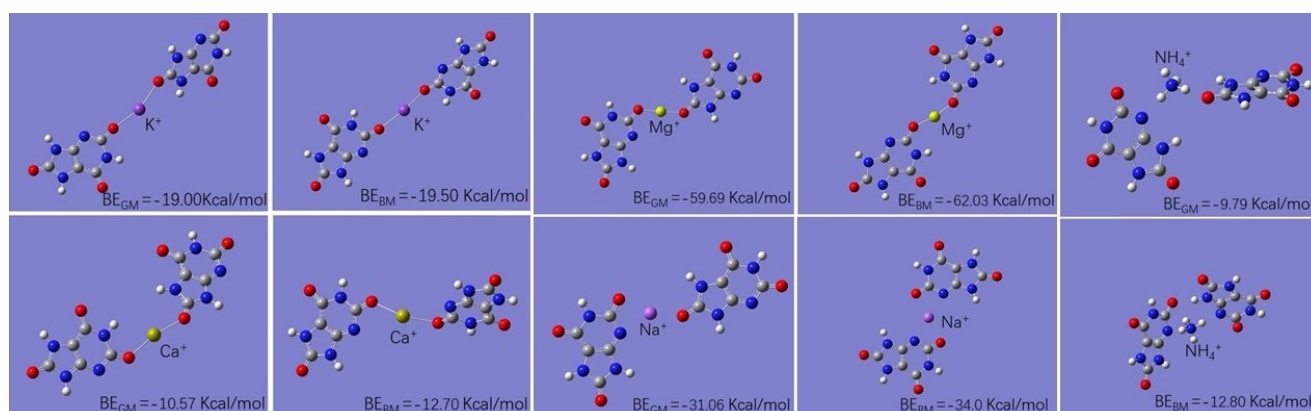 K⁺
BE_GM = -19.00Kcal/mol
K⁺
BE_BM = -19.50 Kcal/mol
Mg⁺
BE_GM = -59.69 Kcal/mol
Mg⁺
BE_BM = -62.03 Kcal/mol
NH₄⁺
BE_GM = -9.79 Kcal/mol
Ca⁺
BE_GM = -10.57 Kcal/mol
Ca⁺
BE_BM = -12.70 Kcal/mol
Na⁺
BE_GM = -31.06 Kcal/mol
Na⁺
BE_BM = -34.0 Kcal/mol
NH₄⁺
BE_BM = -12.80 Kcal/mol